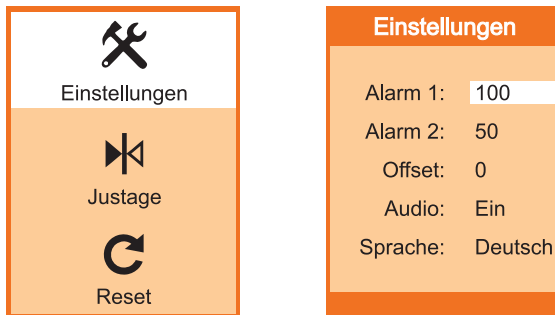 Einstellungen
Justage
Reset
Einstellungen
Alarm 1: 100
Alarm 2: 50
Offset: 0
Audio: Ein
Sprache: Deutsch